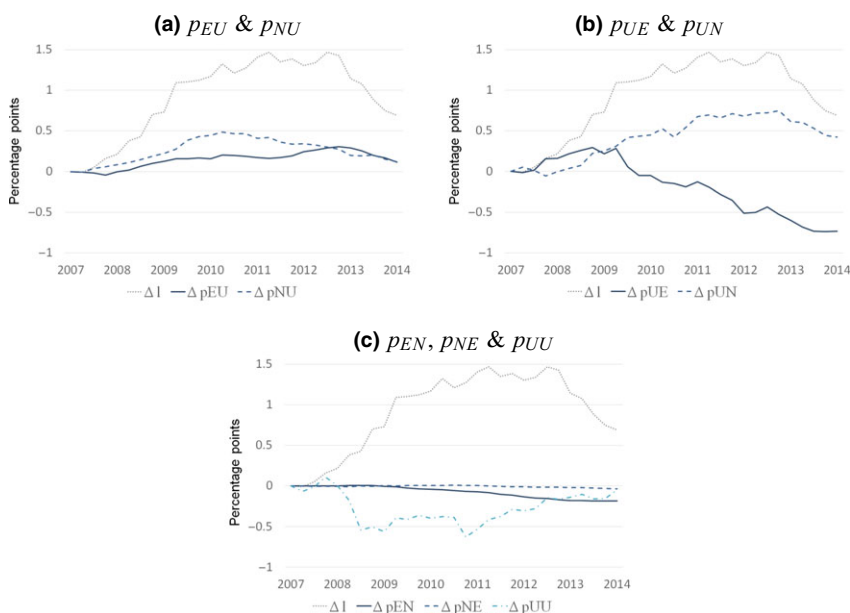 (a) pEU & pNU
(b) pUE & pUN
Percentage points
1.5
1
0.5
0
−0.5
−1
2007 2008 2009 2010 2011 2012 2013 2014
Δ l Δ pEU Δ pNU
Percentage points
1.5
1
0.5
0
−0.5
−1
2007 2008 2009 2010 2011 2012 2013 2014
Δ l Δ pUE Δ pUN
(c) pEN, pNE & pUU
Percentage points
1.5
1
0.5
0
−0.5
−1
2007 2008 2009 2010 2011 2012 2013 2014
Δ l Δ pEN Δ pNE Δ pUU